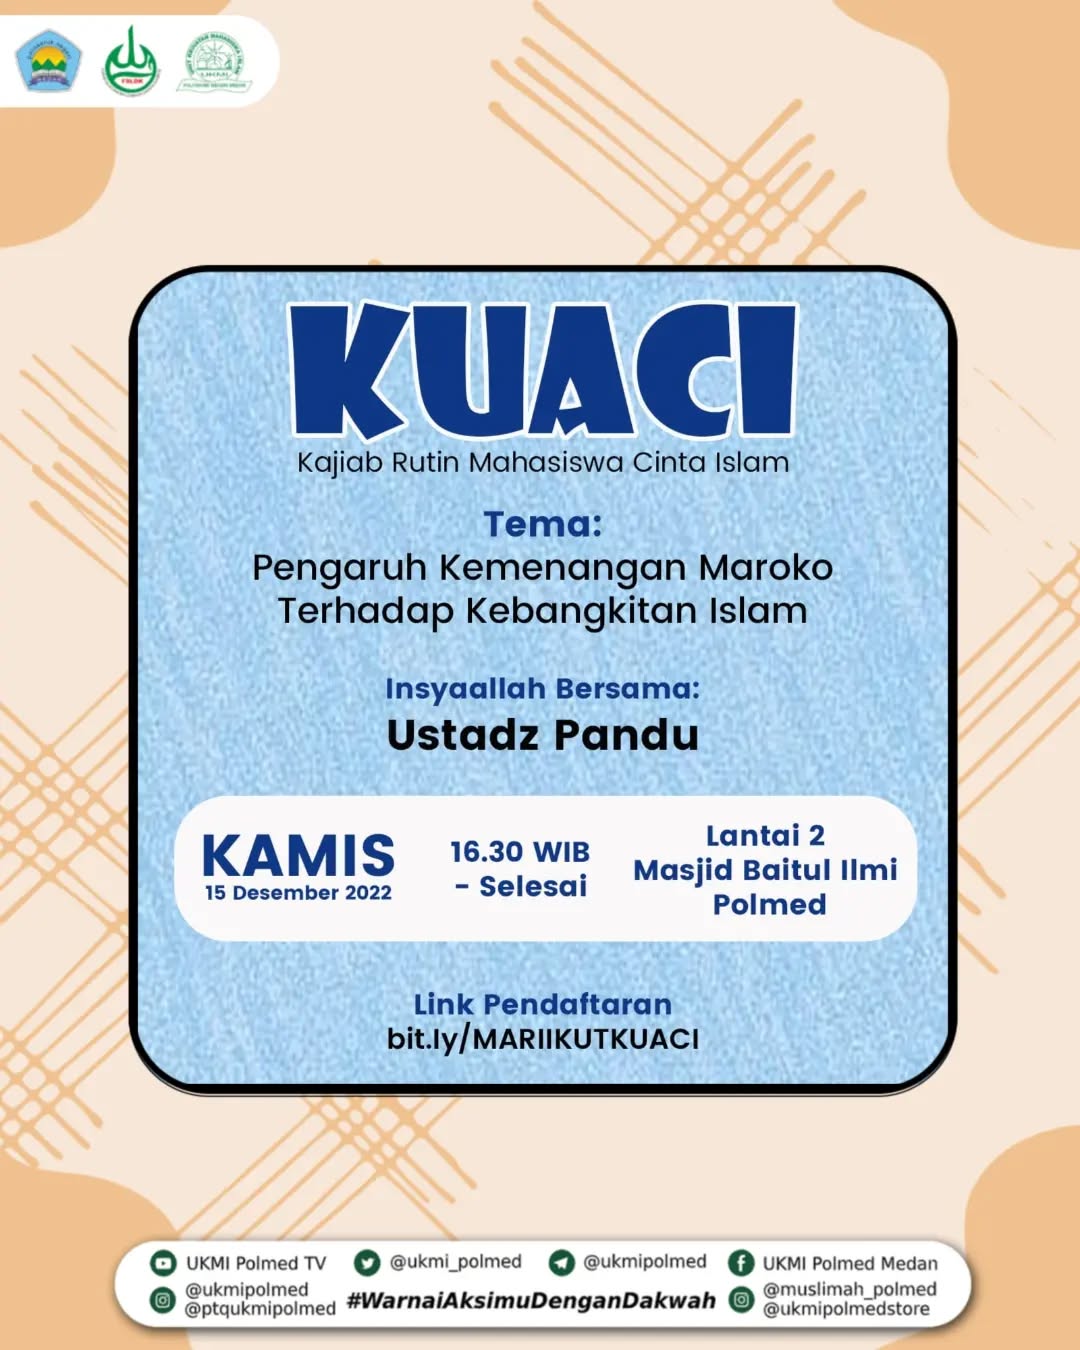 FSLDK
UKMI
KUACI
Kajiab Rutin Mahasiswa Cinta Islam
Tema:
Pengaruh Kemenangan Maroko
Terhadap Kebangkitan Islam
Insyaallah Bersama:
Ustadz Pandu
KAMIS
15 Desember 2022
16.30 WIB
- Selesai
Lantai 2
Masjid Baitul Ilmi
Polmed
Link Pendaftaran
bit.ly/MARIIKUTKUACI
UKMI Polmed TV
@ukmi_polmed
@ukmipolmed
UKMI Polmed Medan
@ukmipolmed
@ptqukmipolmed
#WarnaiAksimuDenganDakwah
@muslimah_polmed
@ukmipolmedstore